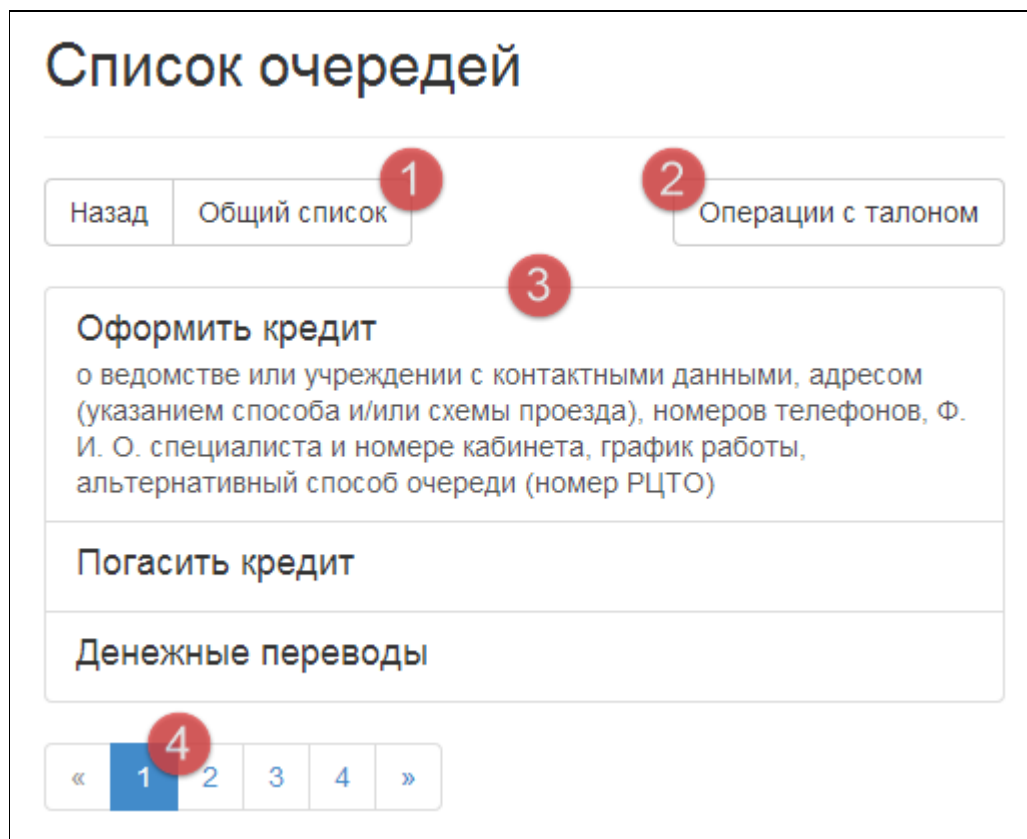 Список очередей
1
2
Назад Общий список Операции с талоном
3
Оформить кредит
о ведомстве или учреждении с контактными данными, адресом
(указанием способа и/или схемы проезда), номеров телефонов, Ф.
И. О. специалиста и номере кабинета, график работы,
альтернативный способ очереди (номер РЦТО)
Погасить кредит
Денежные переводы
4
« 1 2 3 4 »